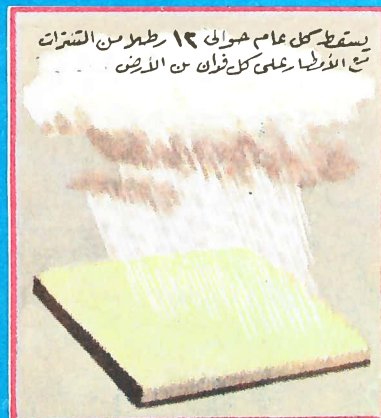 يسقط كل عام حوالى ١٢ رطلا من النترات
مع الأمطار على كل فدان من الأرض